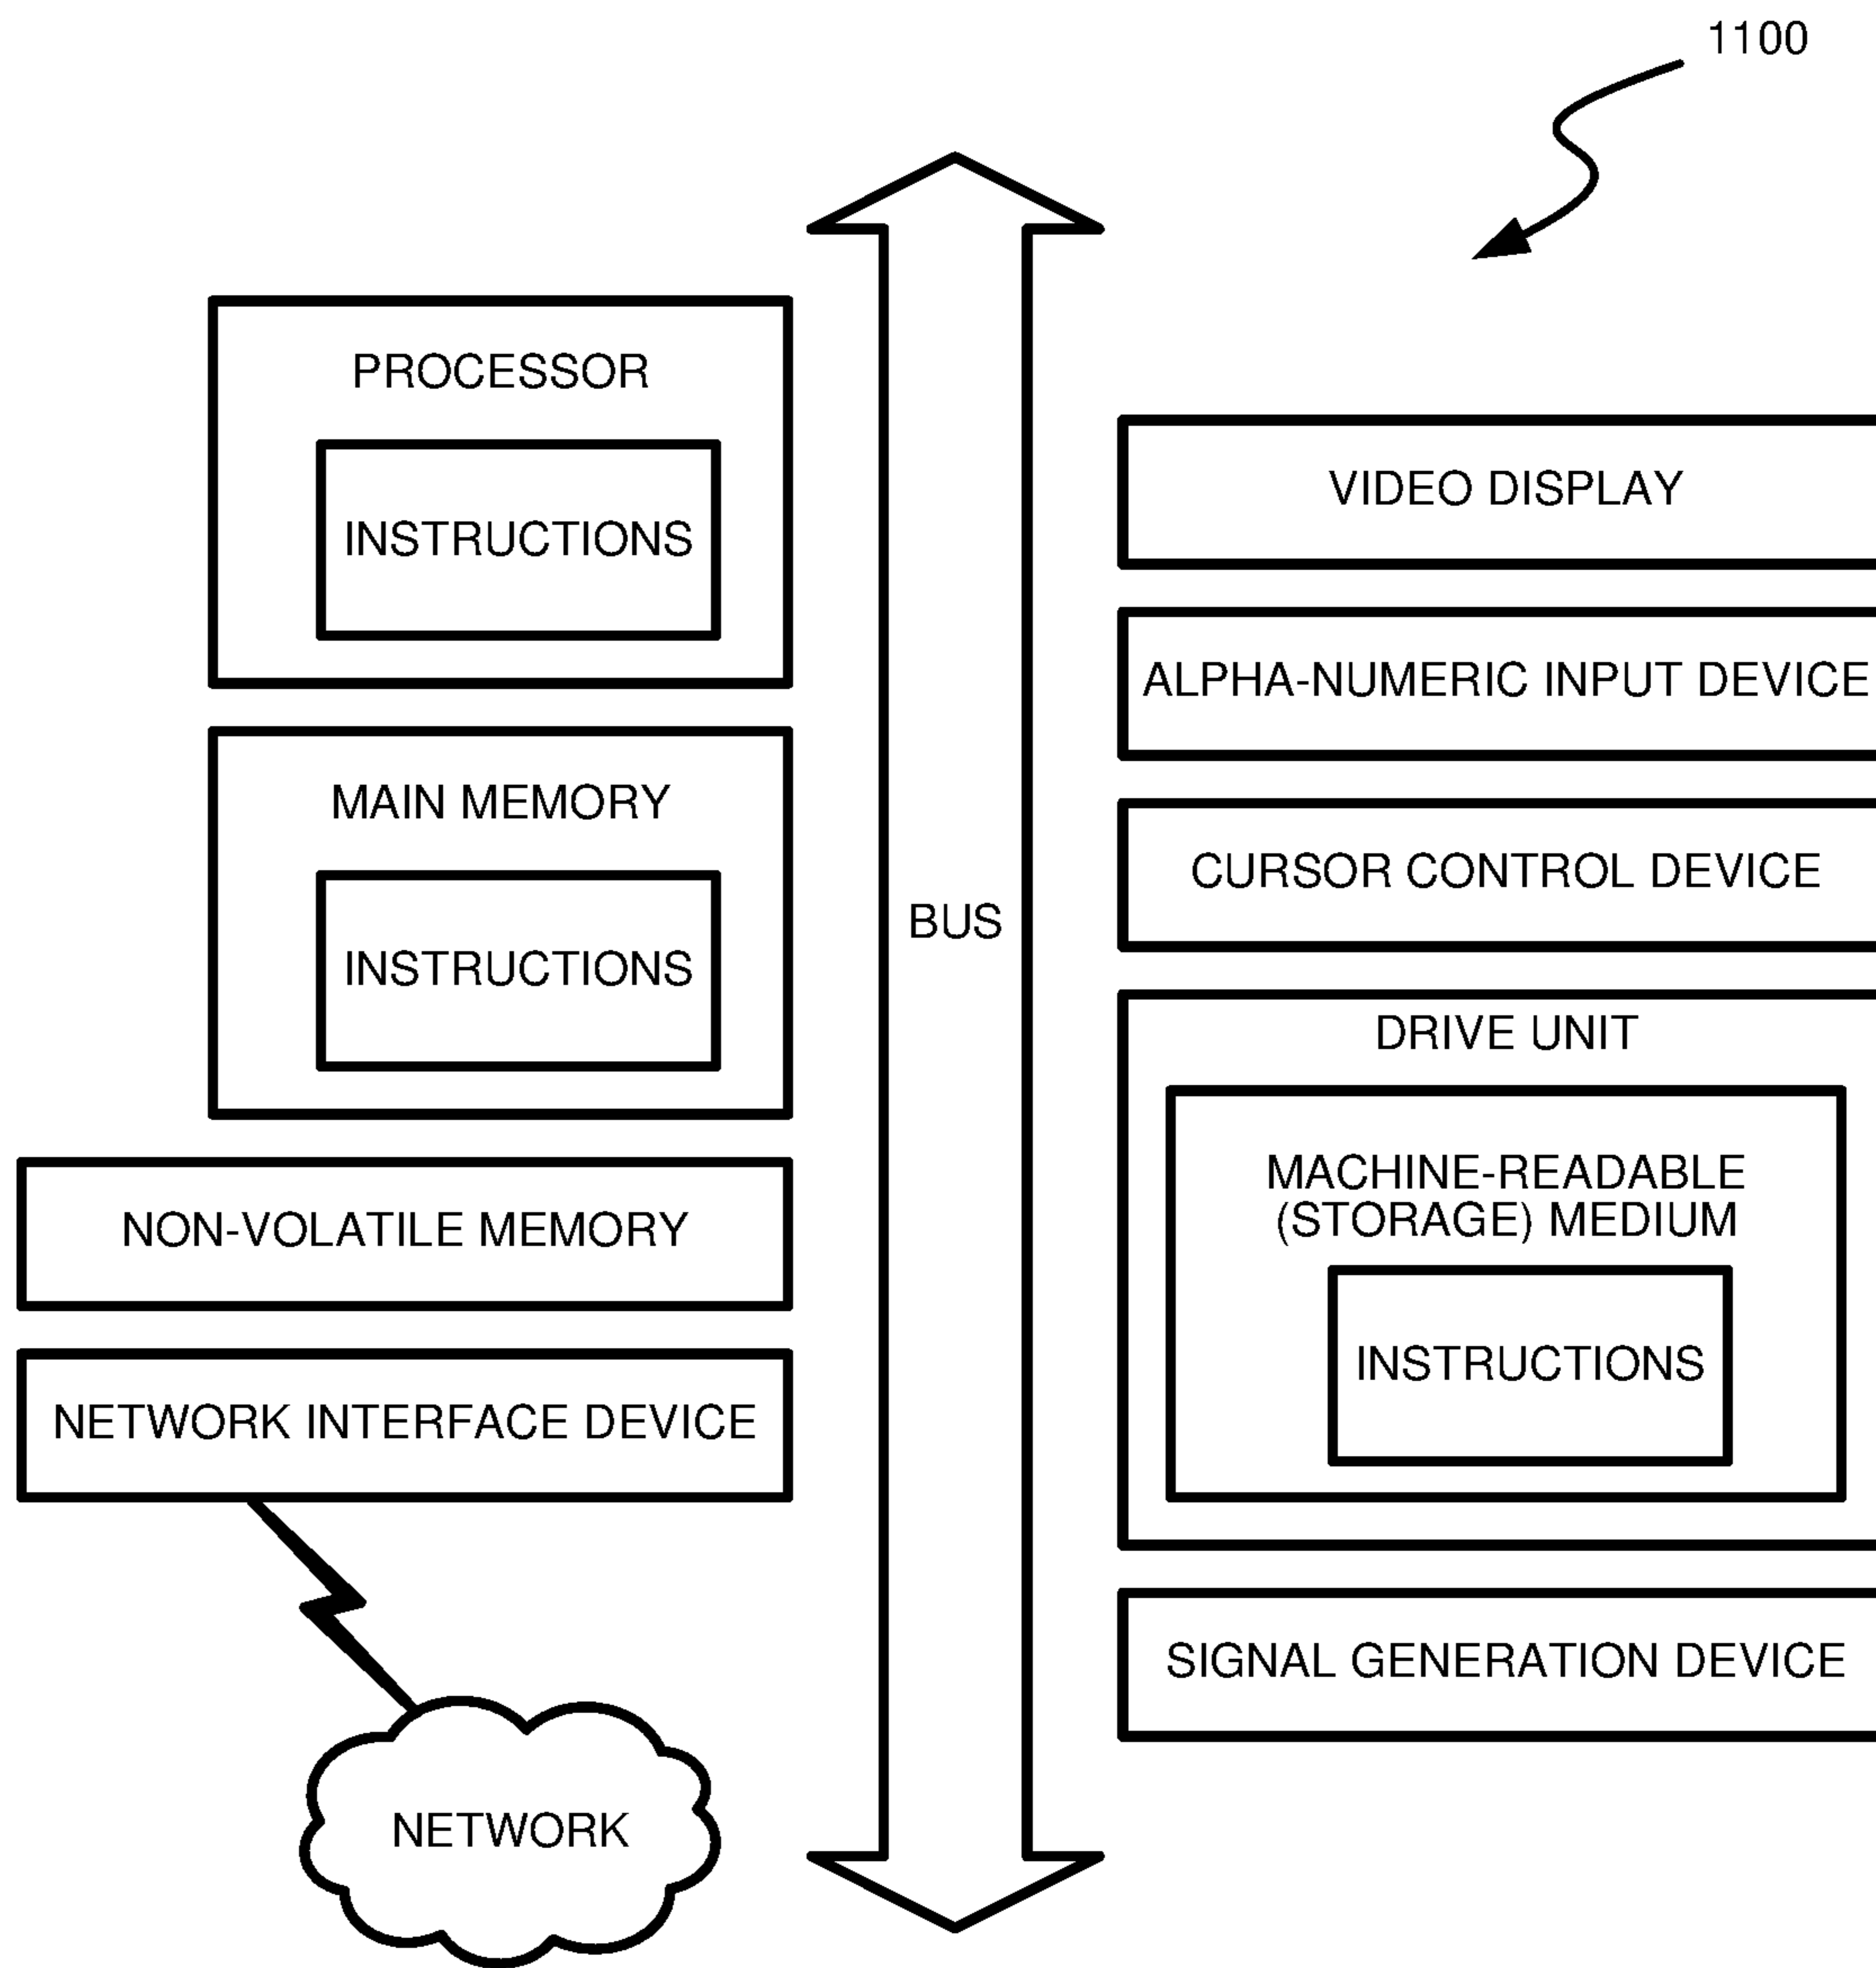 1100
PROCESSOR
INSTRUCTIONS
MAIN MEMORY
INSTRUCTIONS
NON-VOLATILE MEMORY
NETWORK INTERFACE DEVICE
NETWORK
BUS
VIDEO DISPLAY
ALPHA-NUMERIC INPUT DEVICE
CURSOR CONTROL DEVICE
DRIVE UNIT
MACHINE-READABLE
(STORAGE) MEDIUM
INSTRUCTIONS
SIGNAL GENERATION DEVICE